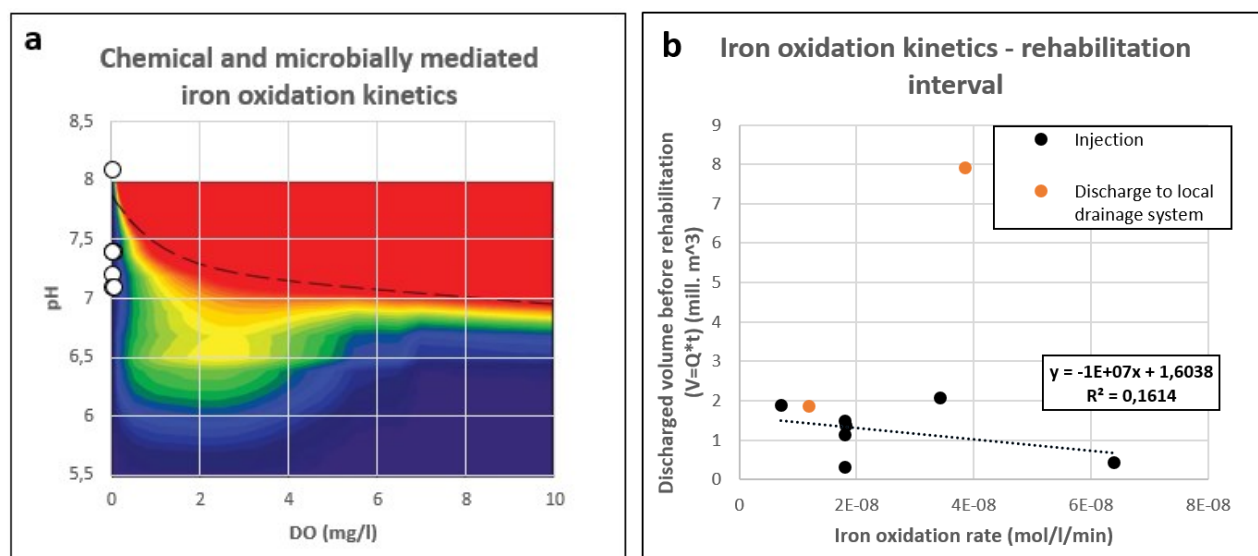 a
Chemical and microbially mediated
iron oxidation kinetics
8,5
8
7,5
7
6,5
6
5,5
pH
0
2
4
6
8
10
DO (mg/l)
b
Iron oxidation kinetics - rehabilitation
interval
Discharged volume before rehabilitation
(V=Q*t) (mill. m^3)
9
8
7
6
5
4
3
2
1
0
Injection
Discharge to local
drainage system
y = -1E+07x + 1,6038
R² = 0,1614
0
2E-08
4E-08
6E-08
8E-08
Iron oxidation rate (mol/l/min)